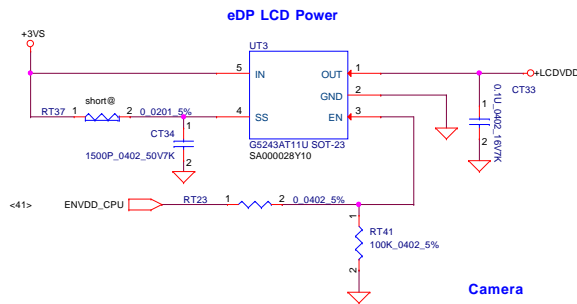 eDP LCD Power
+3VS
UT3
5 IN OUT 1 +LCDVDD
GND 2
CT33
short@
RT37 1 2 0_0201_5% 4 SS EN 3
1 0.1U_0402_16V7K
2
G5243AT11U SOT-23
SA000028Y10
1
CT34
1500P_0402_50V7K
2
<41> ENVDD_CPU RT23 1 2 0_0402_5%
1
RT41
100K_0402_5%
2
Camera